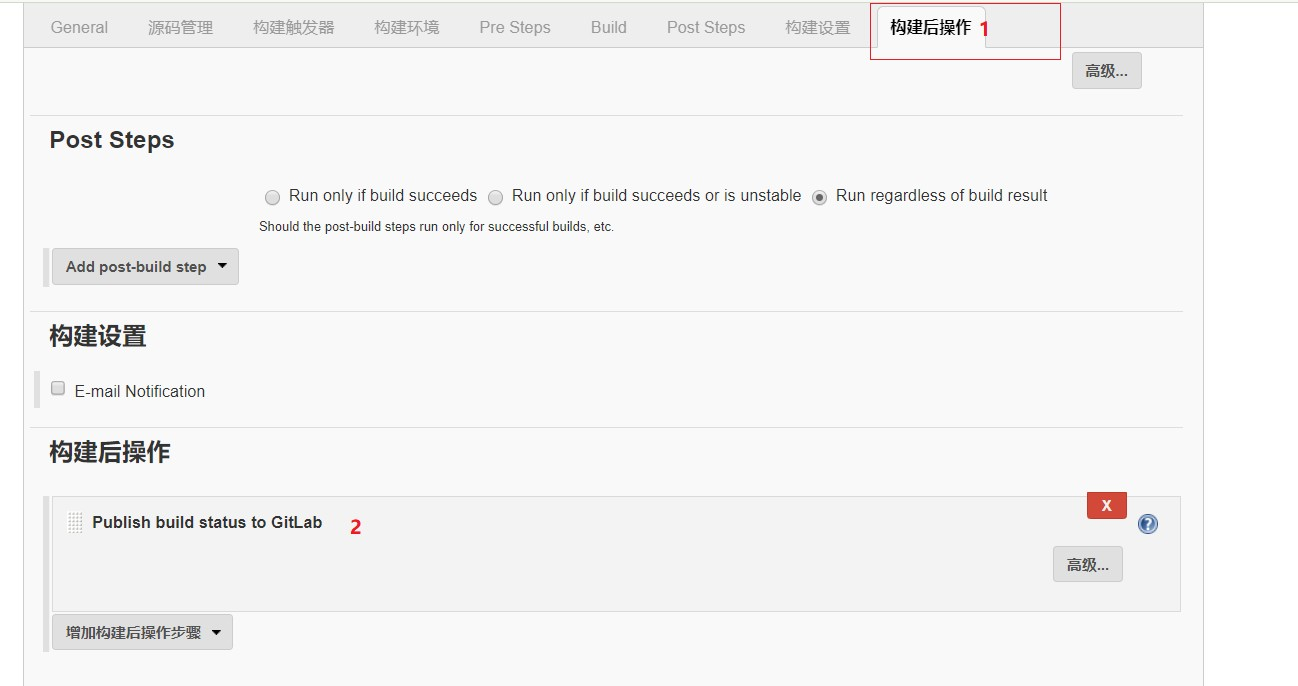 General 源码管理 构建触发器 构建环境 Pre Steps Build Post Steps 构建设置 构建后操作 1
高级...
Post Steps
Run only if build succeeds Run only if build succeeds or is unstable Run regardless of build result
Should the post-build steps run only for successful builds, etc.
Add post-build step
构建设置
E-mail Notification
构建后操作
X
Publish build status to GitLab 2 ?
高级...
增加构建后操作步骤